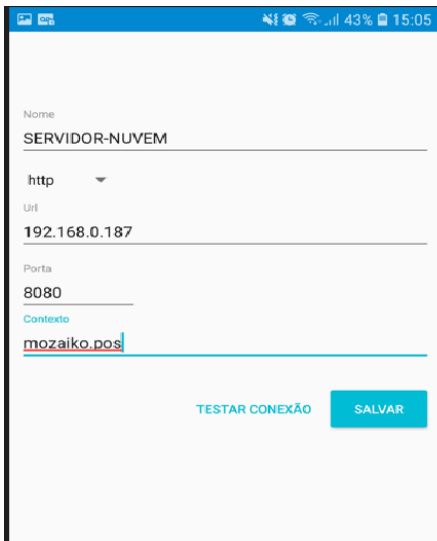 43% 15:05
Nome
SERVIDOR-NUVEM
http
Url
192.168.0.187
Porta
8080
Contexto
mozaiko.pos
TESTAR CONEXÃO SALVAR